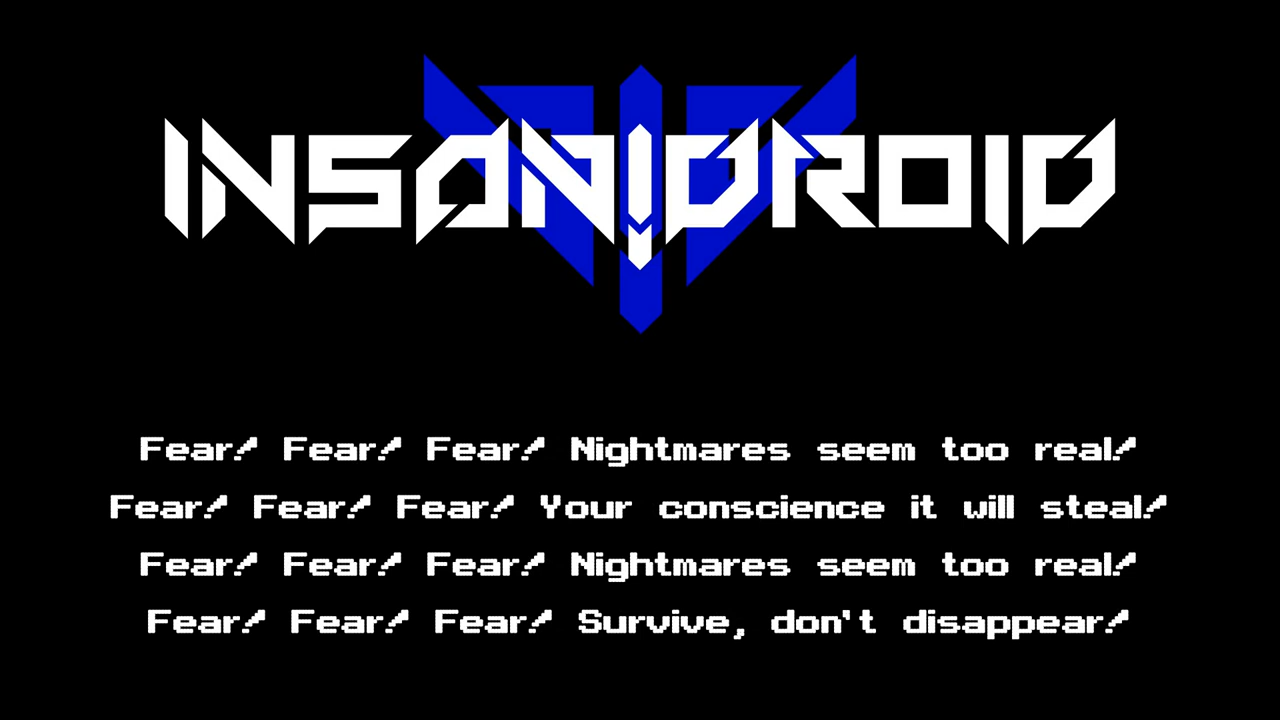 INSANIDROID
Fear! Fear! Fear! Nightmares seem too real!
Fear! Fear! Fear! Your conscience it will steal!
Fear! Fear! Fear! Nightmares seem too real!
Fear! Fear! Fear! Survive, don't disappear!